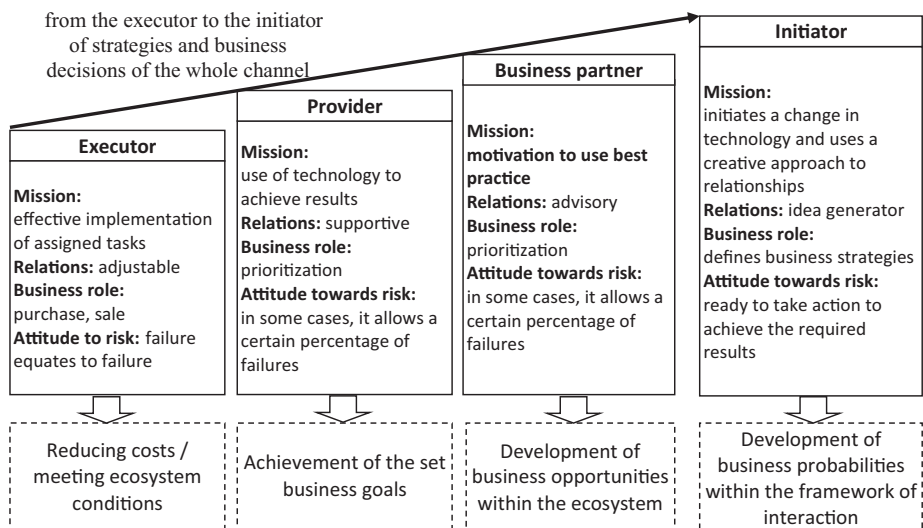 from the executor to the initiator
of strategies and business
decisions of the whole channel
Executor
Mission:
effective implementation
of assigned tasks
Relations: adjustable
Business role:
purchase, sale
Attitude to risk: failure
equates to failure
Reducing costs /
meeting ecosystem
conditions
Provider
Mission:
use of technology to
achieve results
Relations: supportive
Business role:
prioritization
Attitude towards risk:
in some cases, it allows a
certain percentage of
failures
Achievement of the set
business goals
Business partner
Mission:
motivation to use best
practice
Relations: advisory
Business role:
prioritization
Attitude towards risk:
in some cases, it allows a
certain percentage of
failures
Development of
business opportunities
within the ecosystem
Initiator
Mission:
initiates a change in
technology and uses a
creative approach to
relationships
Relations: idea generator
Business role:
defines business strategies
Attitude towards risk:
ready to take action to
achieve the required
results
Development of
business probabilities
within the framework of
interaction